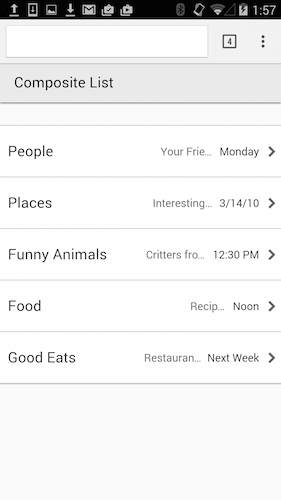 1:57
4
Composite List
People Your Frie... Monday
Places Interesting... 3/14/10
Funny Animals Critters fro... 12:30 PM
Food Recip... Noon
Good Eats Restauran... Next Week